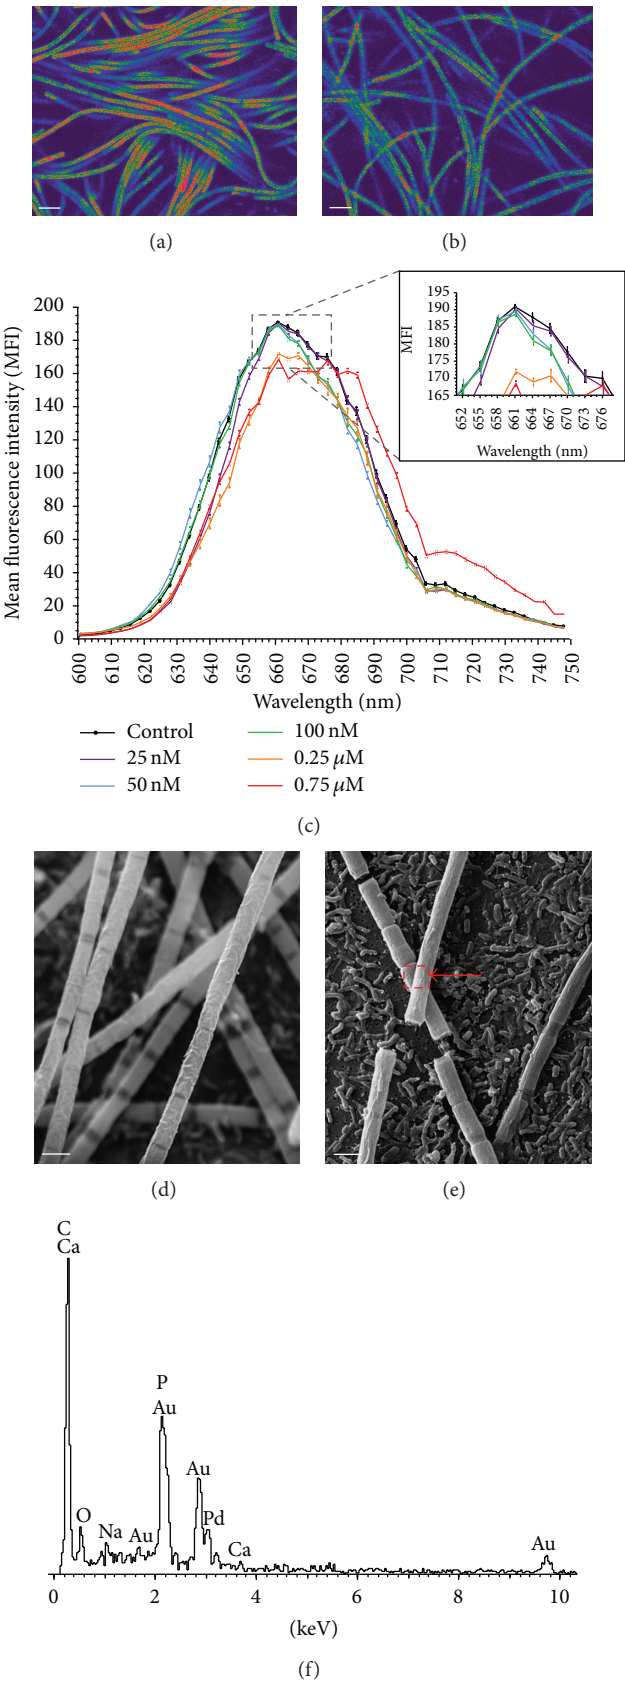 (a)
(b)
200
180
160
140
120
100
80
60
40
20
0
Mean fluorescence intensity (MFI)
600
610
620
630
640
650
660
670
680
690
700
710
720
730
740
750
Wavelength (nm)
195
190
185
180
175
170
165
MFI
652
655
658
661
664
667
670
673
676
Wavelength (nm)
Control
100 nM
25 nM
0.25 μM
50 nM
0.75 μM
(c)
(d)
(e)
C
Ca
O
Na
Au
P
Au
Au
Pd
Ca
Au
0
2
4
6
8
10
(keV)
(f)